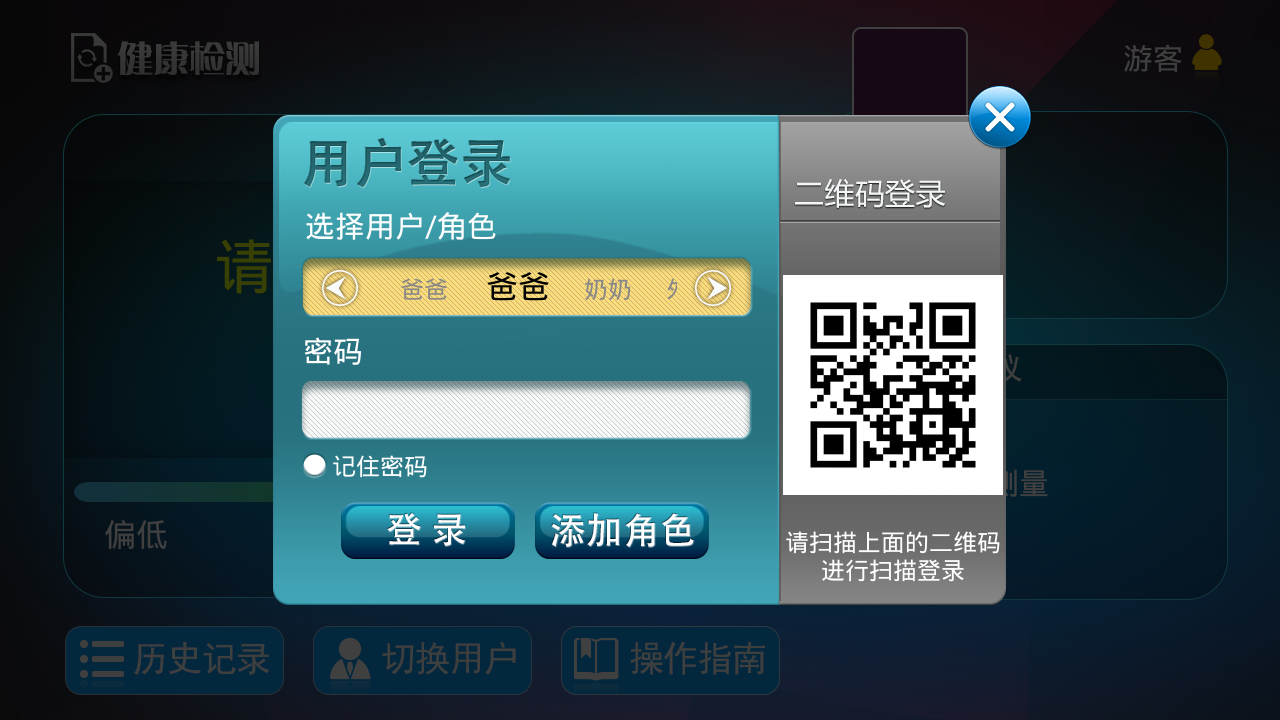 健康检测
游客
用户登录
二维码登录
选择用户/角色
请
爸爸 爸爸 奶奶
密码
议
记住密码
测量
登录 添加角色
偏低
请扫描上面的二维码
进行扫描登录
历史记录 切换用户 操作指南